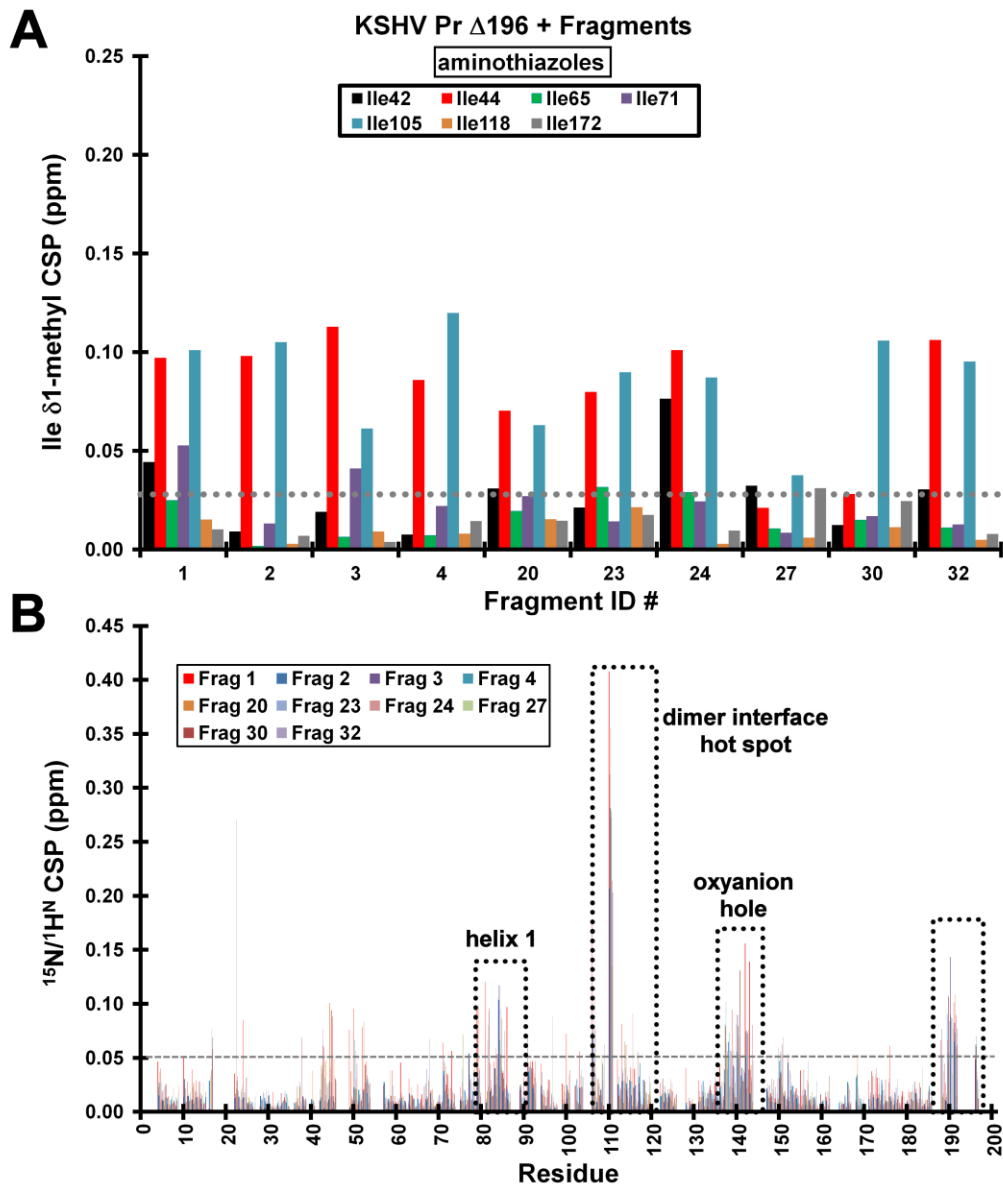 A
KSHV Pr Δ196 + Fragments
aminothiazoles
Ile42 Ile44 Ile65 Ile71
Ile105 Ile118 Ile172
Ile δ1-methyl CSP (ppm)
0.25
0.20
0.15
0.10
0.05
0.00
1 2 3 4 20 23 24 27 30 32
Fragment ID #
B
0.45
0.40
0.35
0.30
0.25
0.20
0.15
0.10
0.05
0.00
15N/1HN CSP (ppm)
Frag 1 Frag 2 Frag 3 Frag 4
Frag 20 Frag 23 Frag 24 Frag 27
Frag 30 Frag 32
dimer interface
hot spot
oxyanion
hole
helix 1
0 10 20 30 40 50 60 70 80 90 100 110 120 130 140 150 160 170 180 190 200
Residue